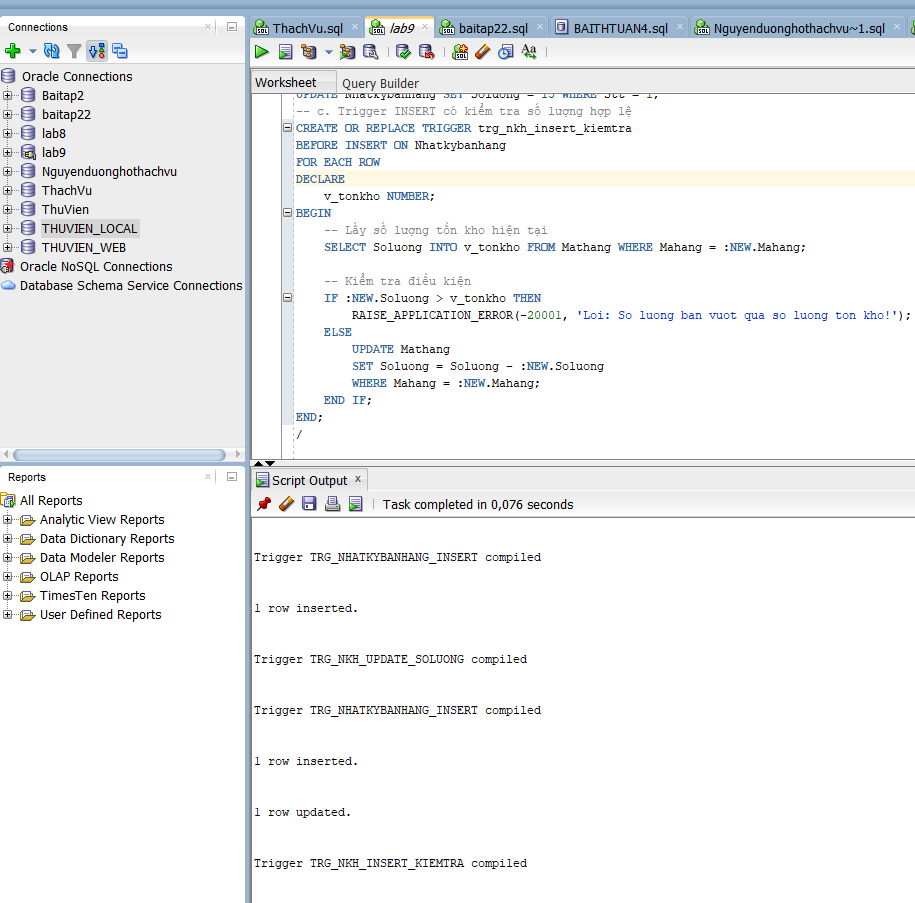 Connections
Oracle Connections
Baitap2
baitap22
lab8
lab9
Nguyenduonghothachvu
ThachVu
ThuVien
THUVIEN_LOCAL
THUVIEN_WEB
Oracle NoSQL Connections
Database Schema Service Connections
Reports
All Reports
Analytic View Reports
Data Dictionary Reports
Data Modeler Reports
OLAP Reports
TimesTen Reports
User Defined Reports
ThachVu.sql lab9 baitap22.sql BAITHTUAN4.sql Nguyenduonghothachvu~1.sql
Worksheet Query Builder
UPDATE Nhatkybanhang SET Soluong = 15 WHERE Stt = 1;
-- c. Trigger INSERT có kiểm tra số lượng hợp lệ
CREATE OR REPLACE TRIGGER trg_nkh_insert_kiemtra
BEFORE INSERT ON Nhatkybanhang
FOR EACH ROW
DECLARE
v_tonkho NUMBER;
BEGIN
-- Lấy số lượng tồn kho hiện tại
SELECT Soluong INTO v_tonkho FROM Mathang WHERE Mahang = :NEW.Mahang;
-- Kiểm tra điều kiện
IF :NEW.Soluong > v_tonkho THEN
RAISE_APPLICATION_ERROR(-20001, 'Loi: So luong ban vuot qua so luong ton kho!');
ELSE
UPDATE Mathang
SET Soluong = Soluong - :NEW.Soluong
WHERE Mahang = :NEW.Mahang;
END IF;
END;
/
Script Output
Task completed in 0,076 seconds
Trigger TRG_NHATKYBANHANG_INSERT compiled
1 row inserted.
Trigger TRG_NKH_UPDATE_SOLUONG compiled
Trigger TRG_NHATKYBANHANG_INSERT compiled
1 row inserted.
1 row updated.
Trigger TRG_NKH_INSERT_KIEMTRA compiled